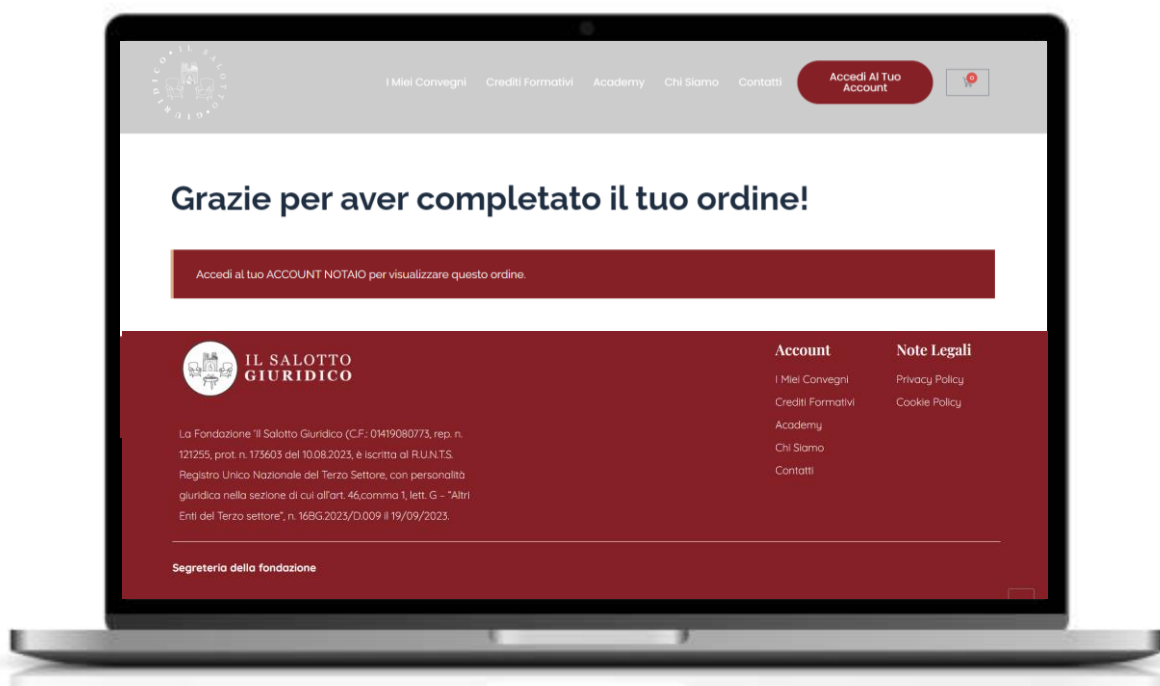 IL SALOTTO GIURIDICO
I Miei Convegni
Crediti Formativi
Academy
Chi Siamo
Contatti
Accedi Al Tuo
Account
0
Grazie per aver completato il tuo ordine!
Accedi al tuo ACCOUNT NOTAIO per visualizzare questo ordine.
IL SALOTTO
GIURIDICO
La Fondazione "Il Salotto Giuridico (C.F.: 01419080773, rep. n.
121255, prot. n. 173603 del 10.08.2023, è iscritta al R.U.N.T.S.
Registro Unico Nazionale del Terzo Settore, con personalità
giuridica nella sezione di cui all'art. 46,comma 1, lett. G – "Altri
Enti del Terzo settore", n. 16BG.2023/D.009 il 19/09/2023.
Account
I Miei Convegni
Crediti Formativi
Academy
Chi Siamo
Contatti
Note Legali
Privacy Policy
Cookie Policy
Segreteria della fondazione